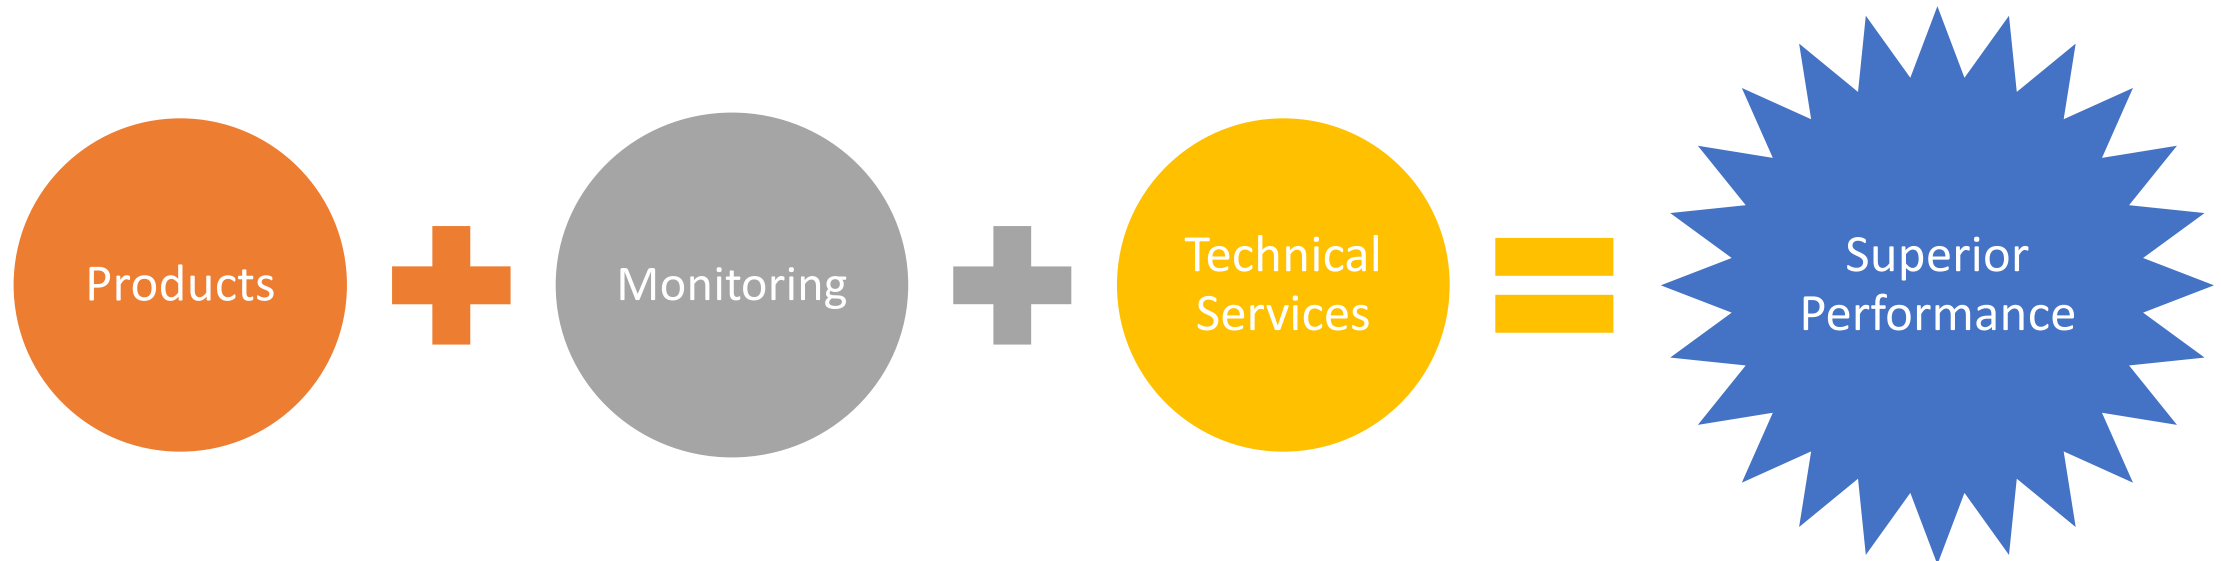 Products
Monitoring
Technical
Services
Superior
Performance